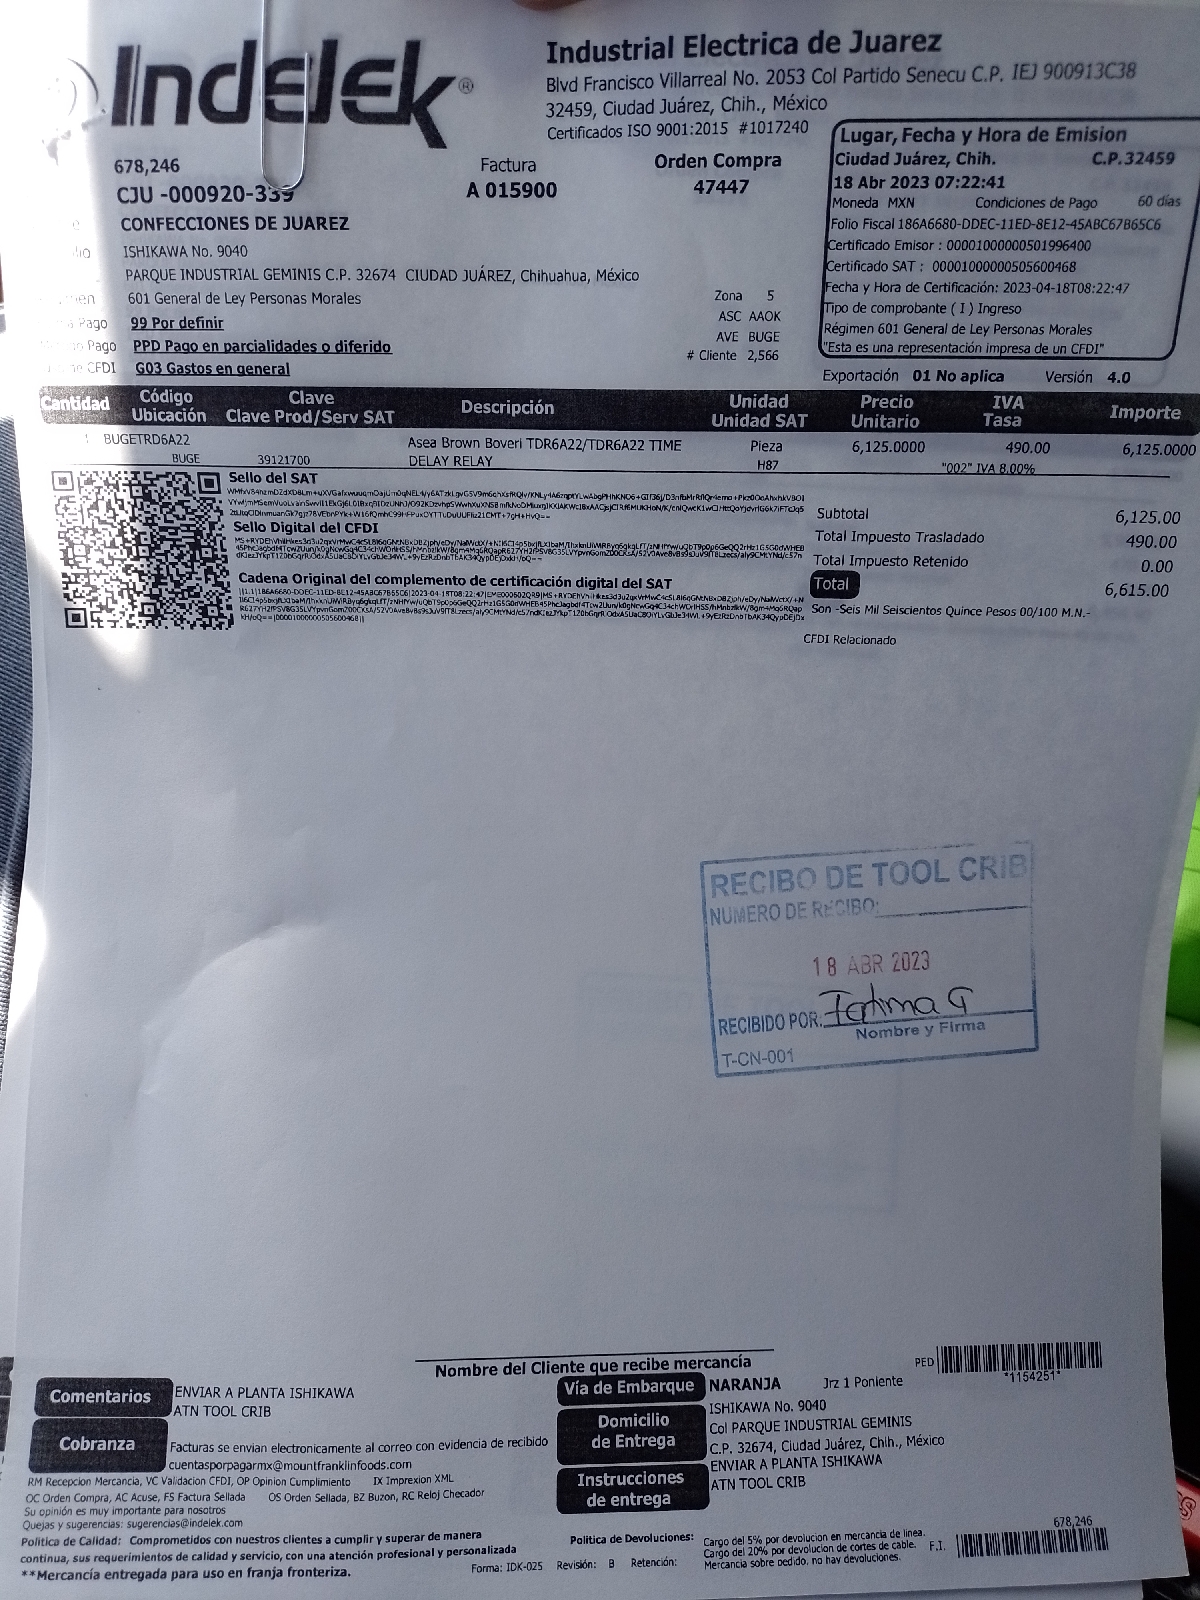 Indelek®
Industrial Electrica de Juarez
Blvd Francisco Villarreal No. 2053 Col Partido Senecu C.P. IEJ 900913C38
32459, Ciudad Juárez, Chih., México
Certificados ISO 9001:2015 #1017240
678,246
CJU -000920-339
Factura
A 015900
Orden Compra
47447
Lugar, Fecha y Hora de Emision
Ciudad Juárez, Chih. C.P. 32459
18 Abr 2023 07:22:41
Moneda MXN Condiciones de Pago 60 días
Folio Fiscal 186A6680-DDEC-11ED-8E12-45ABC67B65C6
Certificado Emisor : 00001000000501996400
Certificado SAT : 00001000000505600468
Fecha y Hora de Certificación: 2023-04-18T08:22:47
Tipo de comprobante ( I ) Ingreso
Régimen 601 General de Ley Personas Morales
"Esta es una representación impresa de un CFDI"
CONFECCIONES DE JUAREZ
ISHIKAWA No. 9040
PARQUE INDUSTRIAL GEMINIS C.P. 32674 CIUDAD JUÁREZ, Chihuahua, México
601 General de Ley Personas Morales
Pago 99 Por definir
Pago PPD Pago en parcialidades o diferido
CFDI G03 Gastos en general
Zona 5
ASC AAOK
AVE BUGE
# Cliente 2,566
Exportación 01 No aplica Versión 4.0
Cantidad Código Ubicación Clave Clave Prod/Serv SAT Descripción Unidad Unidad SAT Precio Unitario IVA Tasa Importe
1 BUGETRD6A22 Asea Brown Boveri TDR6A22/TDR6A22 TIME Pieza 6,125.0000 490.00 6,125.0000
BUGE 39121700 DELAY RELAY H87 "002" IVA 8.00%
Sello del SAT
Sello Digital del CFDI
Cadena Original del complemento de certificación digital del SAT
Subtotal 6,125.00
Total Impuesto Trasladado 490.00
Total Impuesto Retenido 0.00
Total 6,615.00
Son -Seis Mil Seiscientos Quince Pesos 00/100 M.N.-
CFDI Relacionado
RECIBO DE TOOL CRIB
NUMERO DE RECIBO:
18 ABR 2023
RECIBIDO POR: Fatima G
Nombre y Firma
T-CN-001
Nombre del Cliente que recibe mercancía
PED *1154251*
Comentarios ENVIAR A PLANTA ISHIKAWA
ATN TOOL CRIB
Cobranza Facturas se envian electronicamente al correo con evidencia de recibido
cuentasporpagarmx@mountfranklinfoods.com
Vía de Embarque NARANJA Jrz 1 Poniente
Domicilio de Entrega ISHIKAWA No. 9040
Col PARQUE INDUSTRIAL GEMINIS
C.P. 32674, Ciudad Juárez, Chih., México
Instrucciones de entrega ENVIAR A PLANTA ISHIKAWA
ATN TOOL CRIB
RM Recepcion Mercancia, VC Validacion CFDI, OP Opinion Cumplimiento IX Imprexion XML
OC Orden Compra, AC Acuse, FS Factura Sellada OS Orden Sellada, BZ Buzon, RC Reloj Checador
Su opinión es muy importante para nosotros
Quejas y sugerencias: sugerencias@indelek.com
Politica de Calidad: Comprometidos con nuestros clientes a cumplir y superar de manera
continua, sus requerimientos de calidad y servicio, con una atención profesional y personalizada
**Mercancía entregada para uso en franja fronteriza.
Forma: IDK-025 Revisión: B Retención:
Politica de Devoluciones: Cargo del 5% por devolucion en mercancia de linea.
Cargo del 20% por devolucion de cortes de cable.
Mercancia sobre pedido, no hay devoluciones.
F.I. 678,246